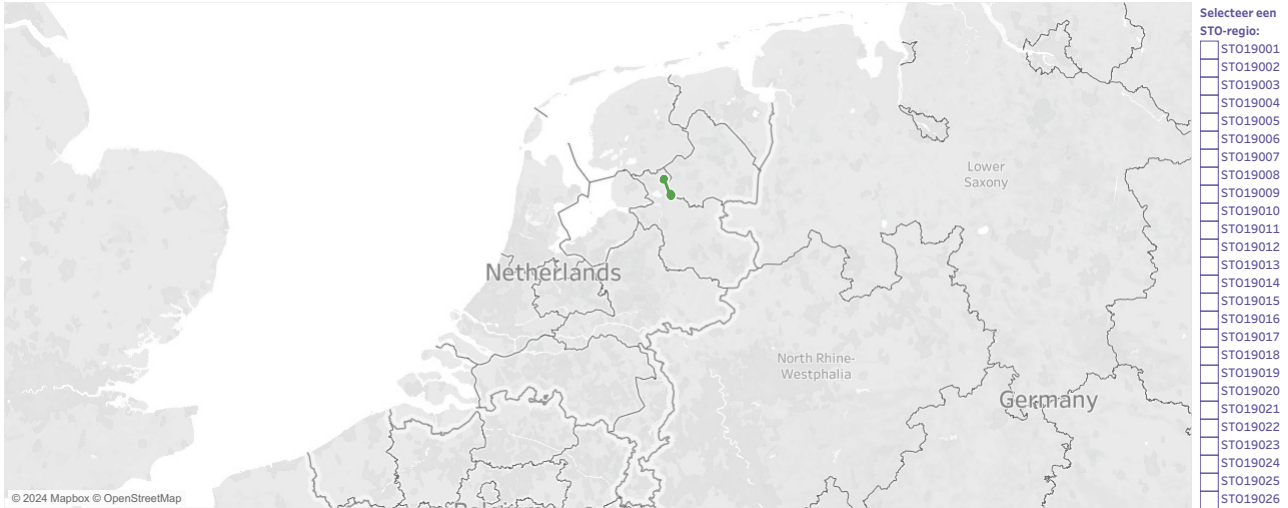 Selecteer een
STO-regio:
STO19001
STO19002
STO19003
STO19004
STO19005
STO19006
STO19007
STO19008
STO19009
STO19010
STO19011
STO19012
STO19013
STO19014
STO19015
STO19016
STO19017
STO19018
STO19019
STO19020
STO19021
STO19022
STO19023
STO19024
STO19025
STO19026
Lower
Saxony
Netherlands
North Rhine-
Westphalia
Germany
© 2024 Mapbox © OpenStreetMap